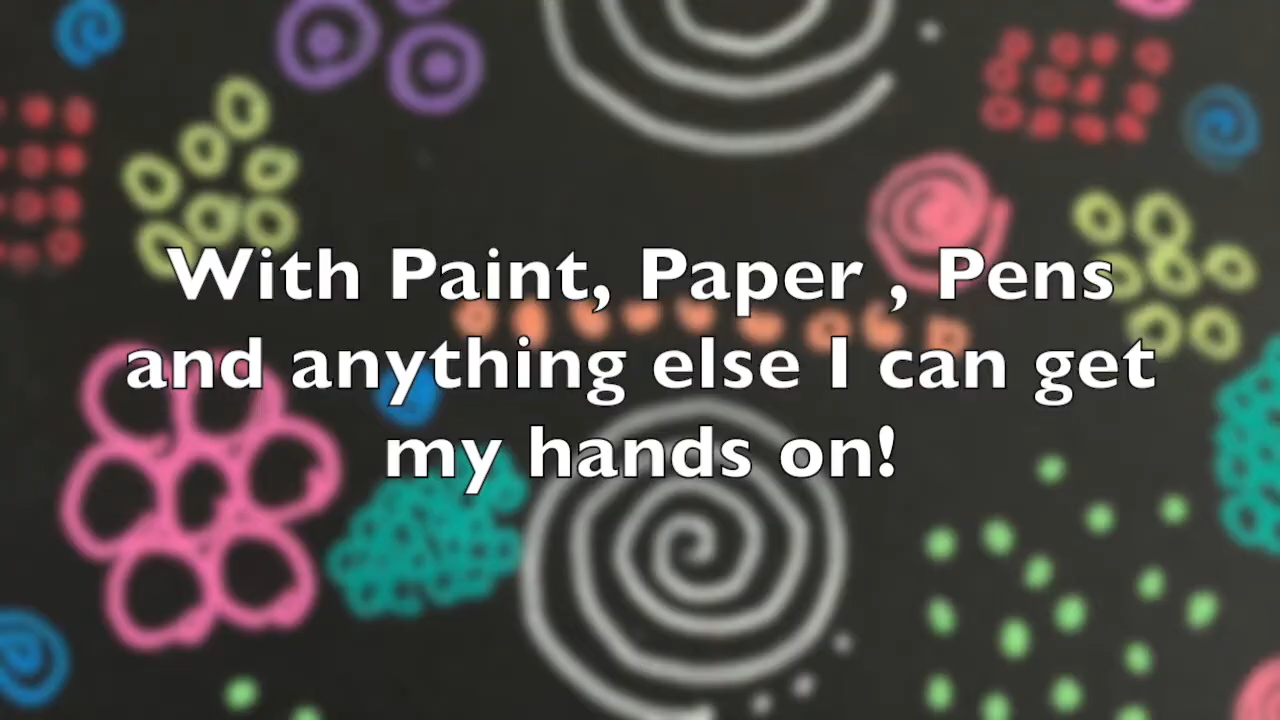 With Paint, Paper , Pens
and anything else I can get
my hands on!